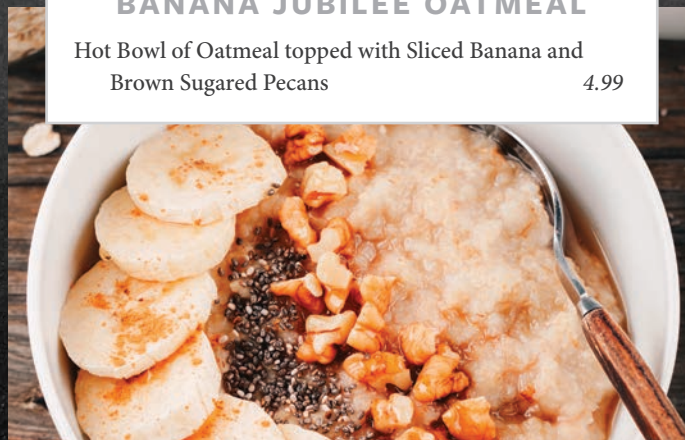 BANANA JUBILEE OATMEAL
Hot Bowl of Oatmeal topped with Sliced Banana and
Brown Sugared Pecans 4.99